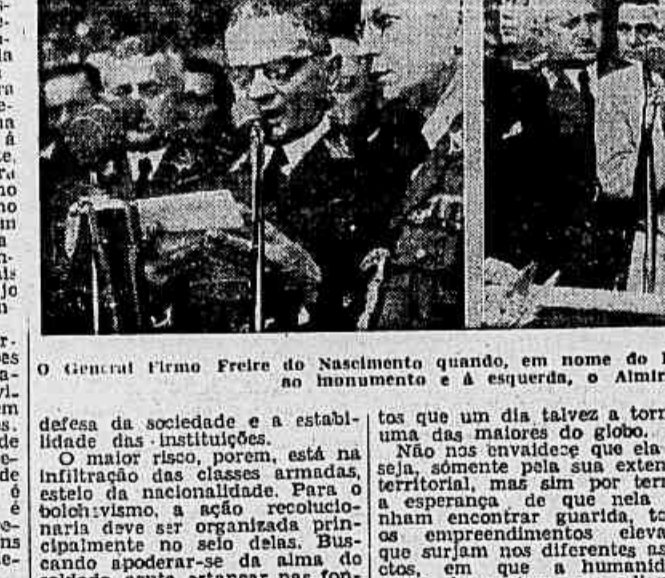 O General Firmo Freire do Nascimento quando, em nome do
ao monumento e á esquerda, o Almir
defesa da sociedade e a estabi-
lidade das instituições.
O maior risco, porem, está na
infiltração das classes armadas,
esteio da nacionalidade. Para o
bolchevismo, a ação recolucio-
naria deve ser organizada prin-
cipalmente no seio delas. Bus-
cando apoderar-se da alma do
tos que um dia talvez a torn
uma das maiores do globo.
Não nos envaidece que ela
seja, sómente pela sua exten
territorial, mas sim por tern
a esperança de que nela
nham encontrar guarida, to
os empreendimentos eleva
que surjam nos diferentes as
ctos, em que a humanid